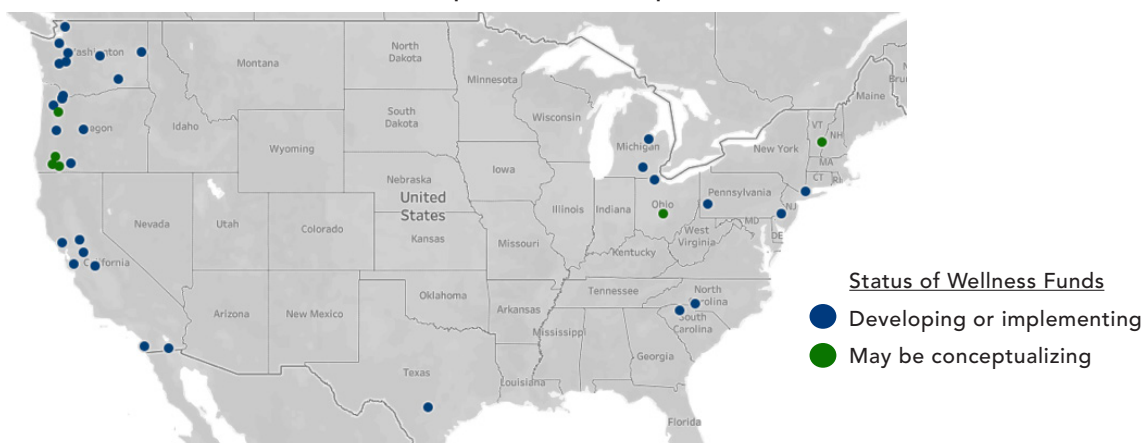 North
Dakota
Washington
Montana
Minnesota
Maine
South
Dakota
Wisconsin
VT
NH
Oregon
Idaho
Michigan
New York
Wyoming
MA
Iowa
CT
RI
Nebraska
Pennsylvania
United
States
Ohio
Illinois
Indiana
NJ
Nevada
Utah
Colorado
Kansas
Missouri
West
Virginia
MD
DE
Kentucky
California
Oklahoma
Tennessee
North
Carolina
Arizona
New Mexico
Arkansas
South
Carolina
Mississippi
Georgia
Texas
Louisiana
Florida
Status of Wellness Funds
Developing or implementing
May be conceptualizing